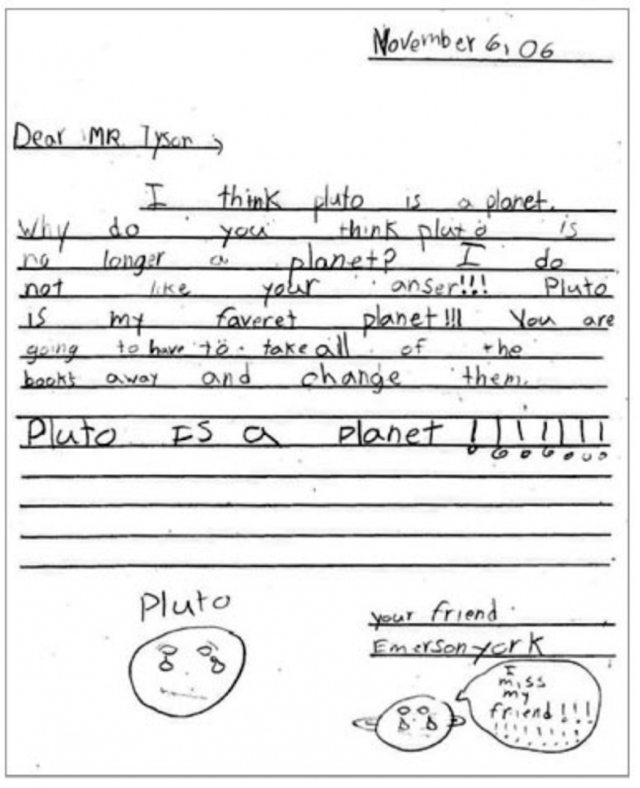 November 6, 06
Dear MR. Tyson,
I think pluto is a planet.
Why do you think pluto is
no longer a planet? I do
not like your anser!!! Pluto
is my faveret planet!!! You are
going to have to take all of the
books away and change them.
Pluto IS a planet !!!!!!!
Pluto
your friend
Emerson york
I
miss
my
friend!!!
!!!!!!!